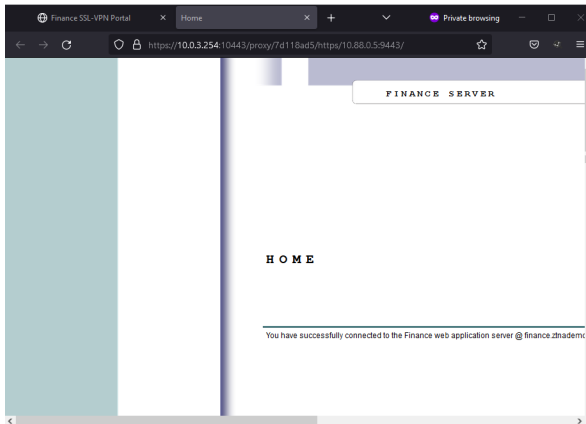 Finance SSL-VPN Portal
Home
Private browsing
https://10.0.3.254:10443/proxy/7d118ad5/https/10.88.0.5:9443/
FINANCE SERVER
HOME
You have successfully connected to the Finance web application server @ finance.ztnademo